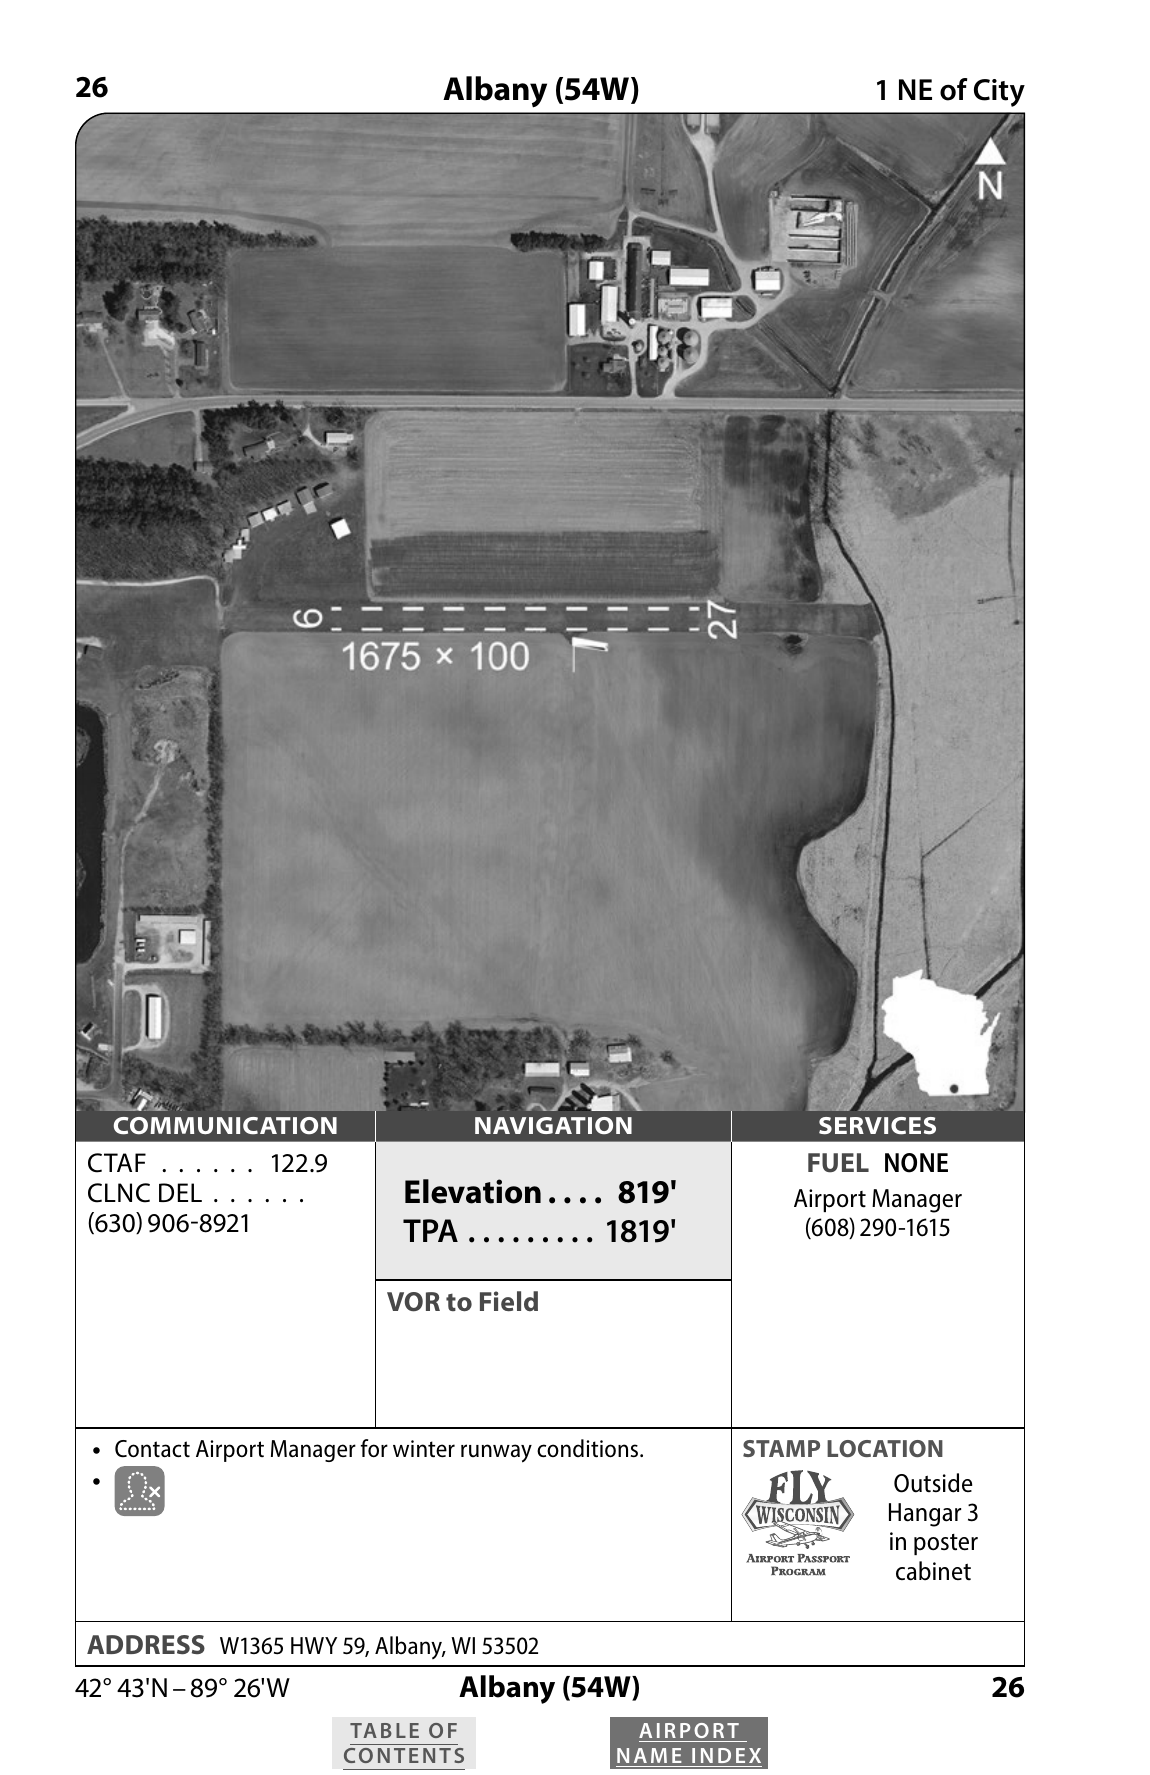 26 Albany (54W) 1 NE of City
N
9 27
1675 × 100
COMMUNICATION NAVIGATION SERVICES
CTAF . . . . . . 122.9
CLNC DEL . . . . . .
(630) 906-8921
Elevation . . . . 819'
TPA . . . . . . . . . 1819'
VOR to Field
FUEL NONE
Airport Manager
(608) 290-1615
• Contact Airport Manager for winter runway conditions.
•
STAMP LOCATION
FLY
WISCONSIN
AIRPORT PASSPORT
PROGRAM
Outside
Hangar 3
in poster
cabinet
ADDRESS W1365 HWY 59, Albany, WI 53502
42° 43'N – 89° 26'W Albany (54W) 26
TABLE OF
CONTENTS
AIRPORT
NAME INDEX